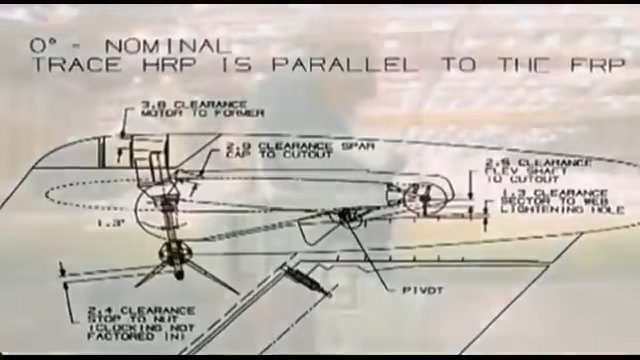 0° - NOMINAL
TRACE HRP IS PARALLEL TO THE FRP
3.8 CLEARANCE
MOTOR TO FORMER
2.9 CLEARANCE SPAR
CAP TO CUTOUT
2.5 CLEARANCE
ELEV SHAFT
TO CUTOUT
1.3 CLEARANCE
SECTOR TO WEB
LIGHTENING HOLE
1.3°
PIVOT
2.4 CLEARANCE
STOP TO NUT
(CLOCKING NOT
FACTORED IN)